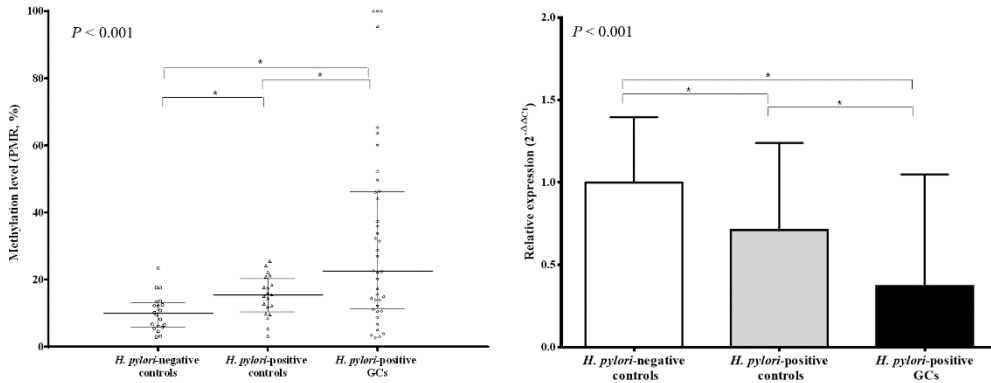 P < 0.001
*
*
*
Methylation level (PMR, %)
100
80
60
40
20
0
H. pylori-negative
controls
H. pylori-positive
controls
H. pylori-positive
GCs
P < 0.001
*
*
*
Relative expression (2^-ΔΔCt)
2.0
1.5
1.0
0.5
0.0
H. pylori-negative
controls
H. pylori-positive
controls
H. pylori-positive
GCs